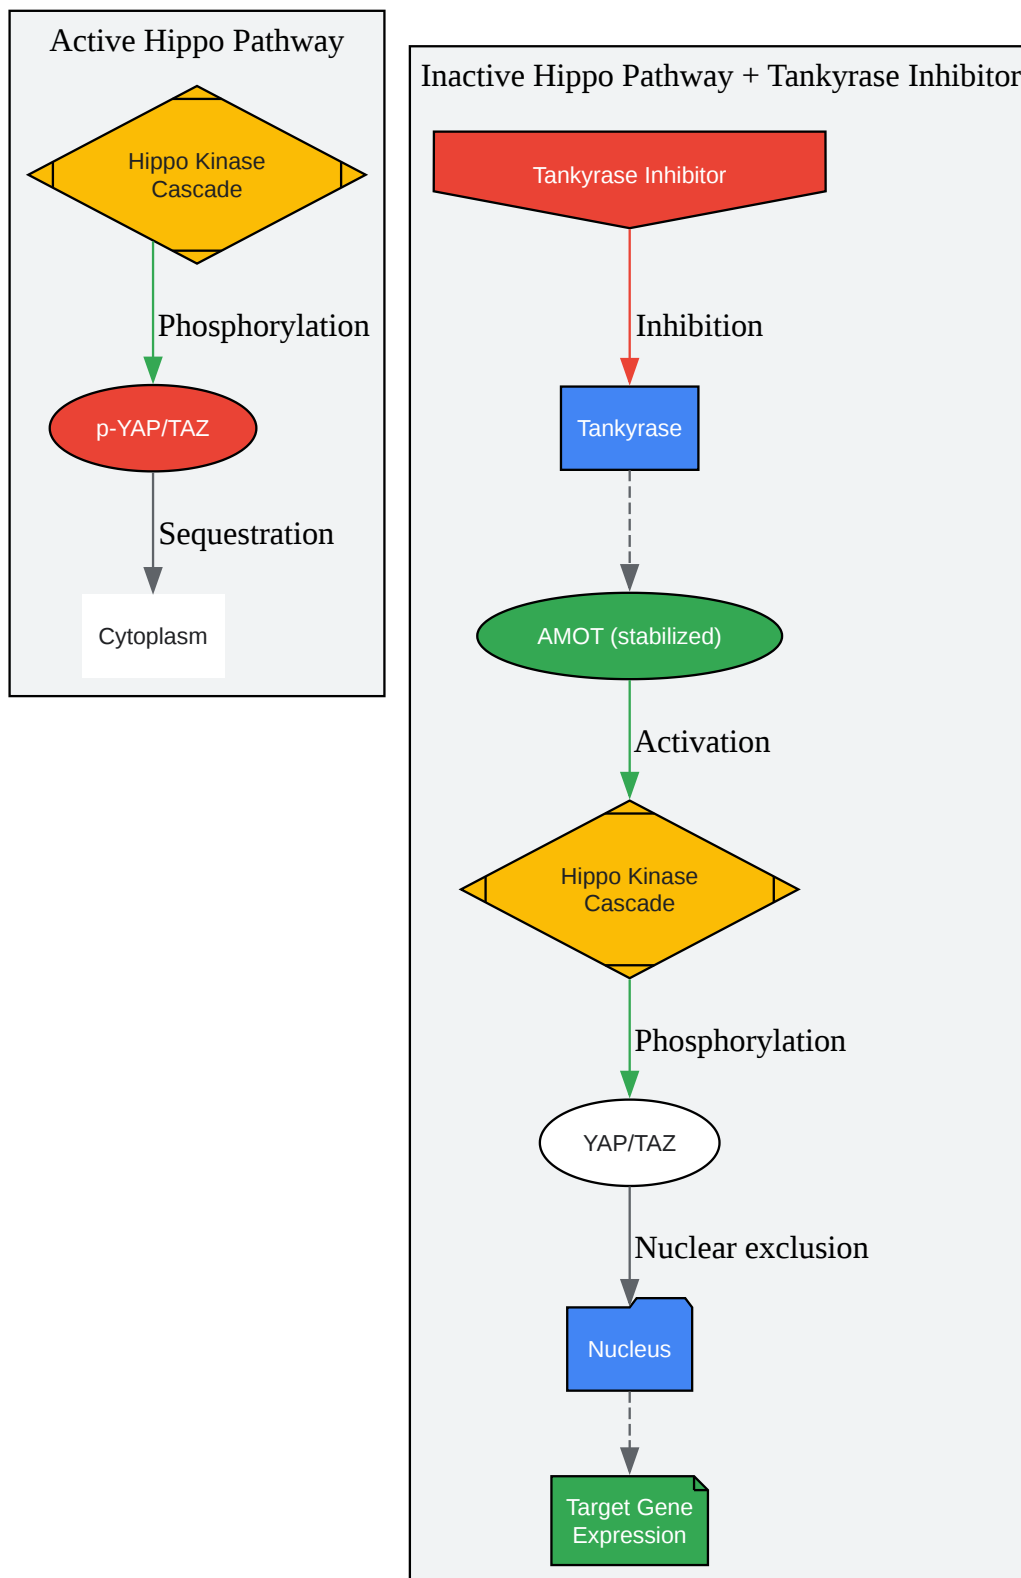 Active Hippo Pathway
Hippo Kinase
Cascade
Phosphorylation
p-YAP/TAZ
Sequestration
Cytoplasm
Inactive Hippo Pathway + Tankyrase Inhibitor
Tankyrase Inhibitor
Inhibition
Tankyrase
AMOT (stabilized)
Activation
Hippo Kinase
Cascade
Phosphorylation
YAP/TAZ
Nuclear exclusion
Nucleus
Target Gene
Expression